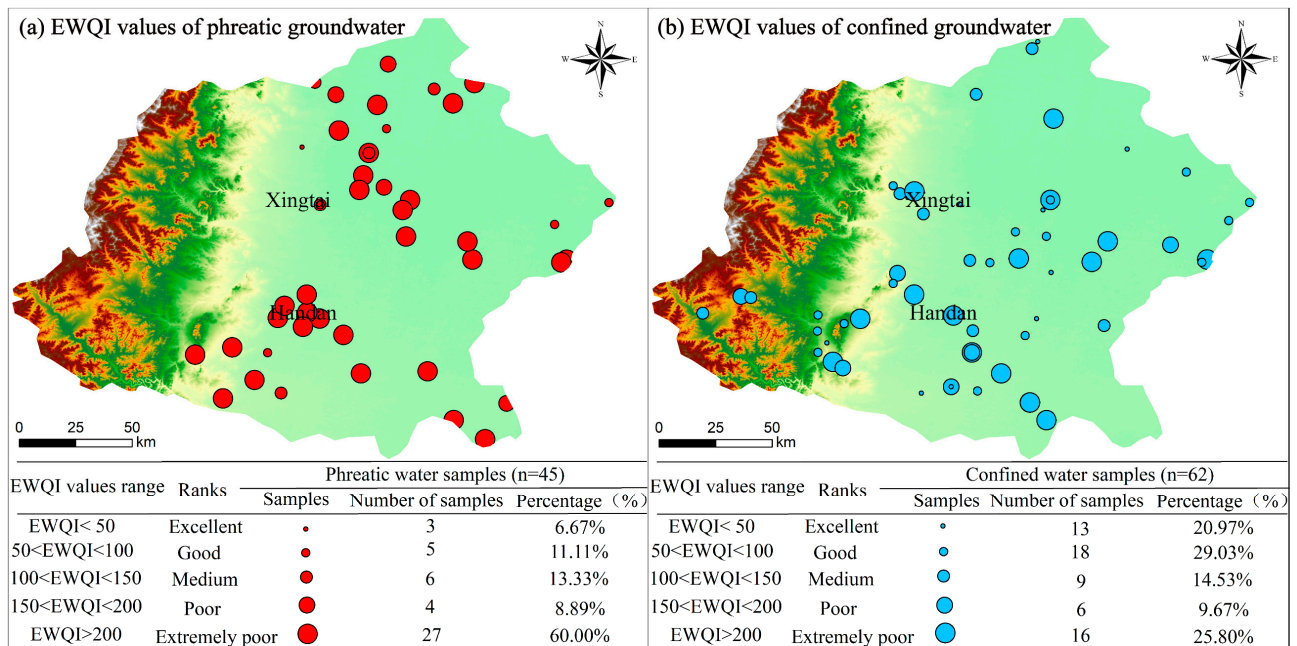 (a) EWQI values of phreatic groundwater
N
W E
S
Xingtai
Handan
0 25 50
km
EWQI values range Ranks Phreatic water samples (n=45)
Samples Number of samples Percentage（%）
EWQI< 50 Excellent 3 6.67%
50<EWQI<100 Good 5 11.11%
100<EWQI<150 Medium 6 13.33%
150<EWQI<200 Poor 4 8.89%
EWQI>200 Extremely poor 27 60.00%
(b) EWQI values of confined groundwater
N
W E
S
Xingtai
Handan
0 25 50
km
EWQI values range Ranks Confined water samples (n=62)
Samples Number of samples Percentage（%）
EWQI< 50 Excellent 13 20.97%
50<EWQI<100 Good 18 29.03%
100<EWQI<150 Medium 9 14.53%
150<EWQI<200 Poor 6 9.67%
EWQI>200 Extremely poor 16 25.80%